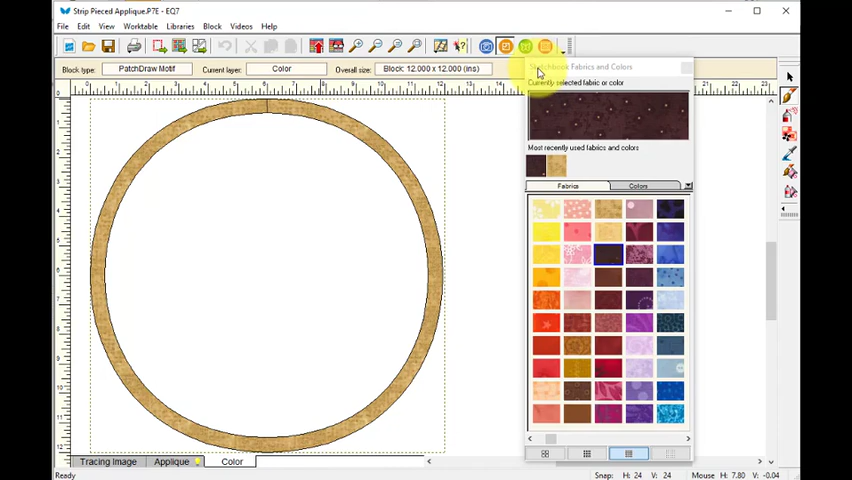 Strip Pieced Applique.P7E - EQ7
File Edit View Worktable Libraries Block Videos Help
Block type: PatchDraw Motif Current layer: Color Overall size: Block: 12.000 x 12.000 (ins)
Sketchbook Fabrics and Colors
Currently selected fabric or color
Most recently used fabrics and colors
Fabrics Colors
Tracing Image Applique Color
Ready Snap: H: 24 V: 24 Mouse H: 7.80 V: -0.04